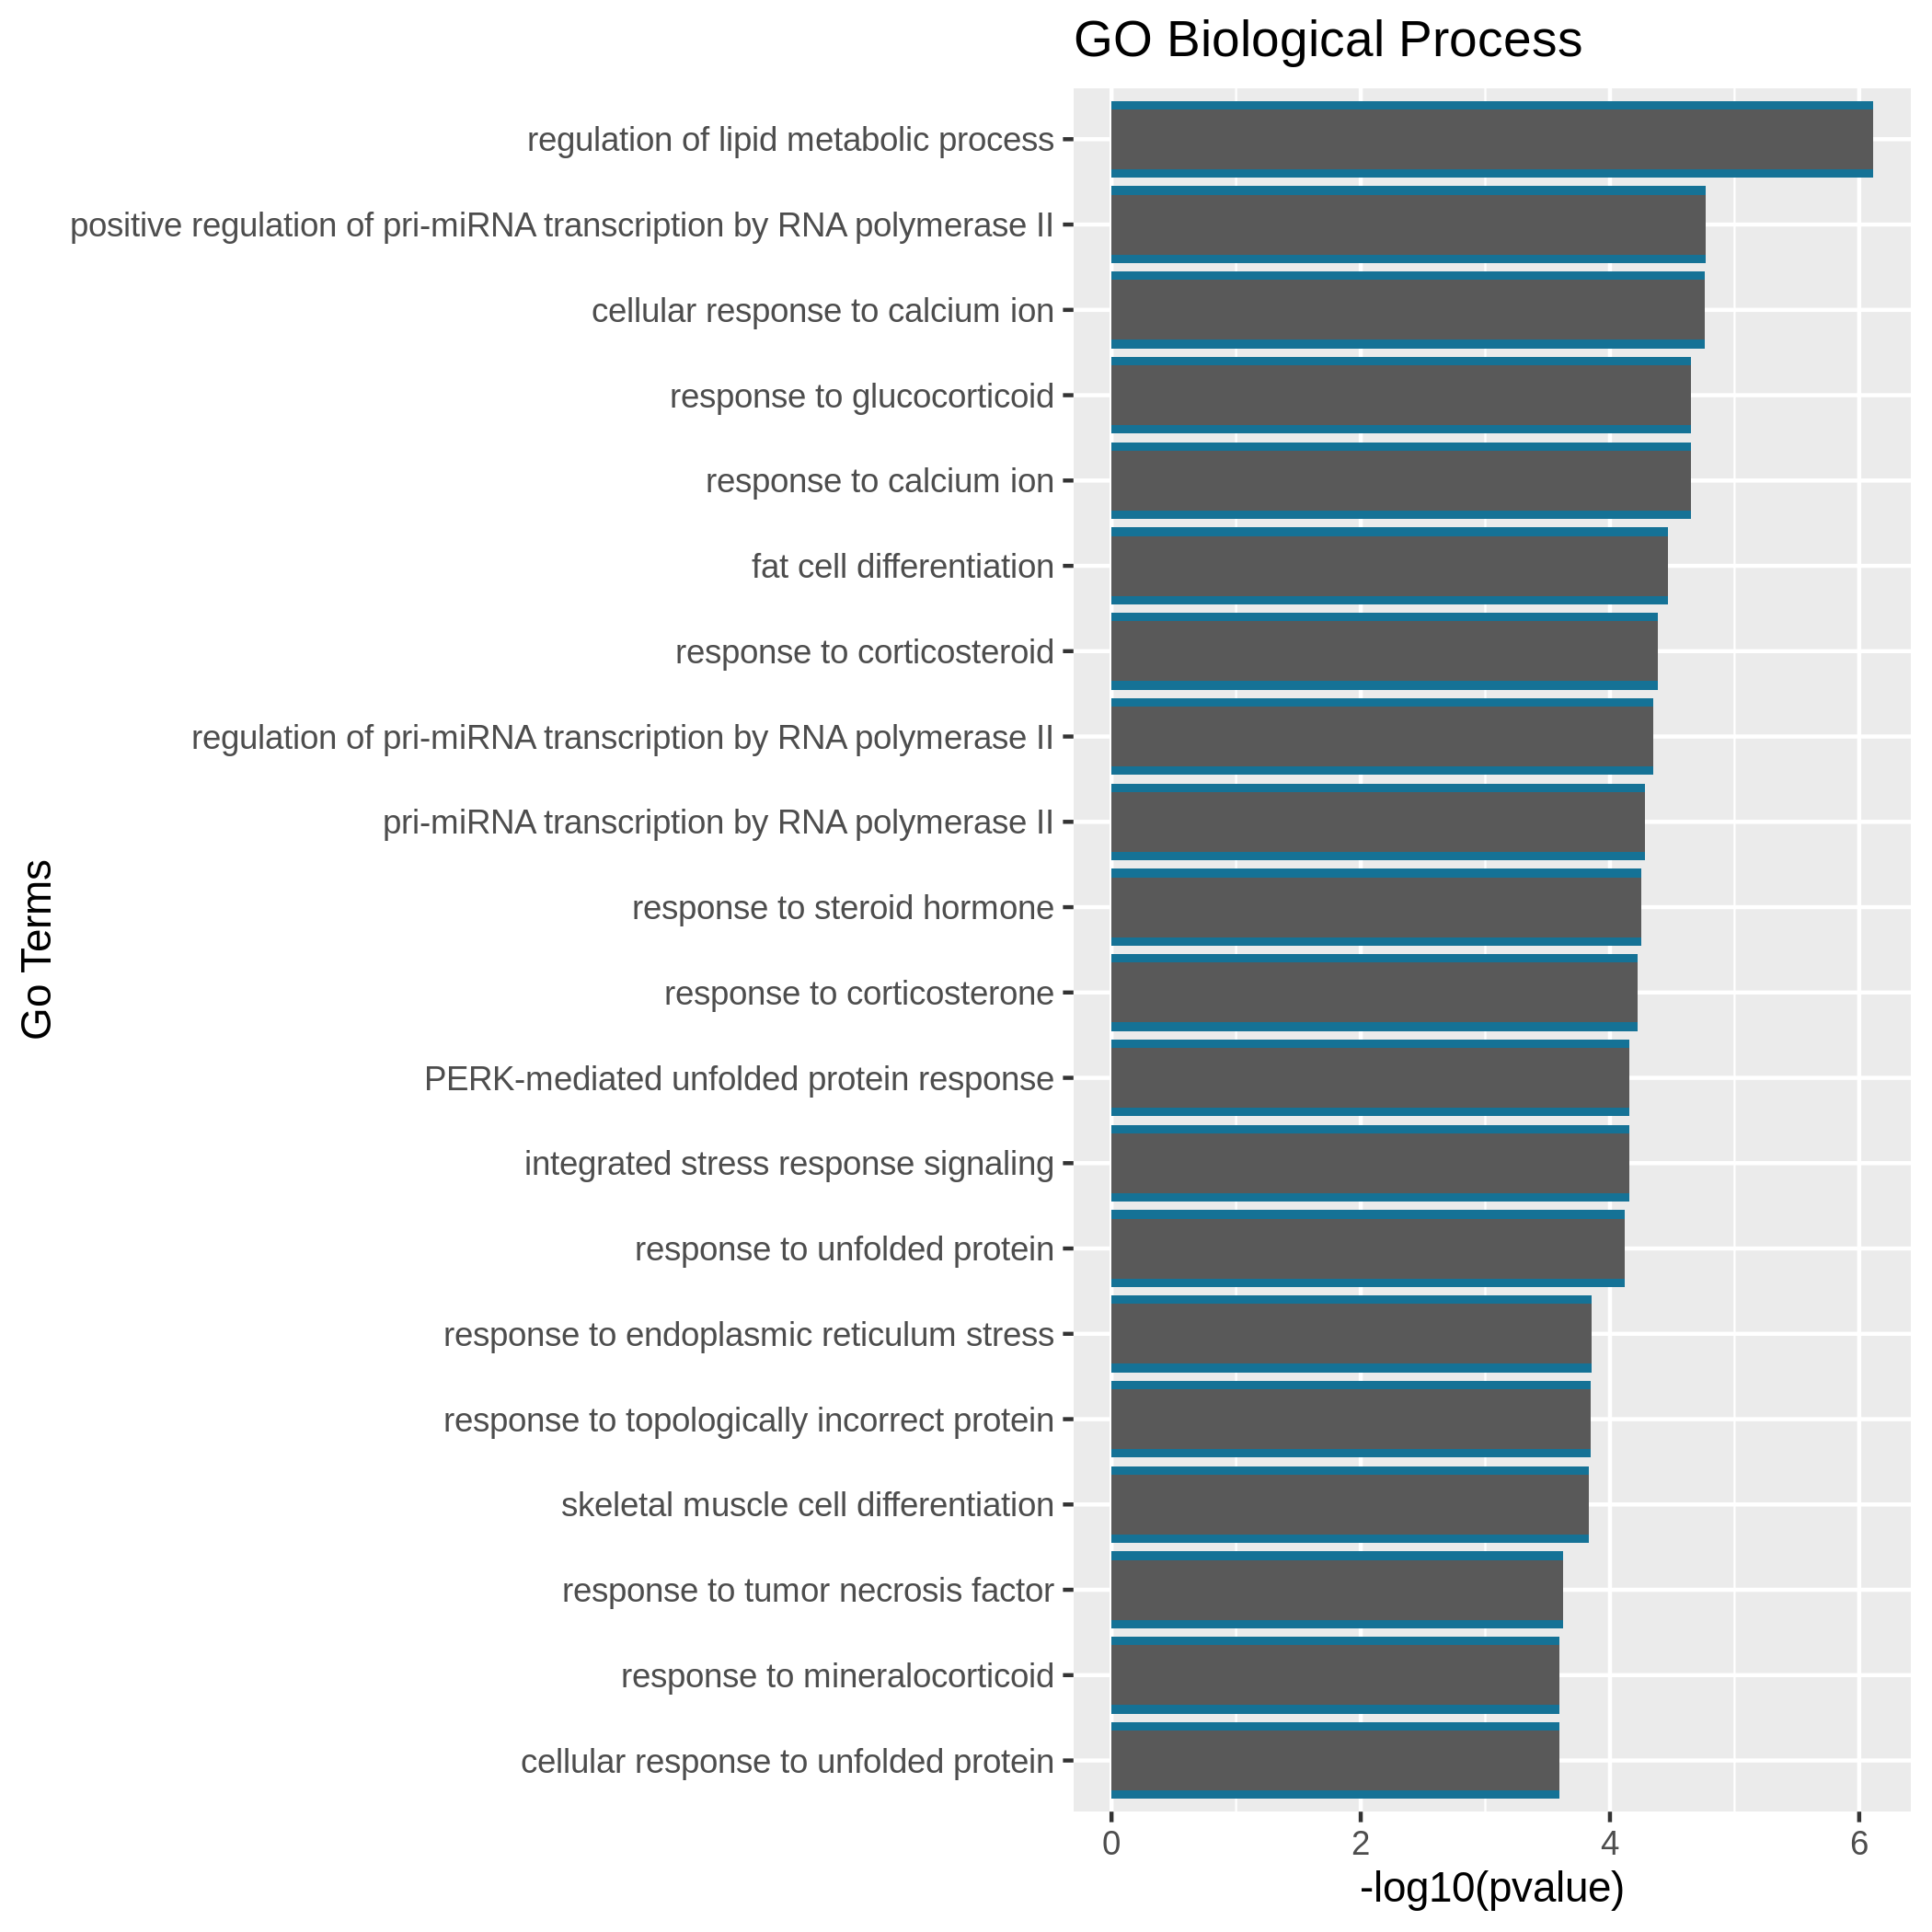 GO Biological Process
regulation of lipid metabolic process
positive regulation of pri-miRNA transcription by RNA polymerase II
cellular response to calcium ion
response to glucocorticoid
response to calcium ion
fat cell differentiation
response to corticosteroid
regulation of pri-miRNA transcription by RNA polymerase II
pri-miRNA transcription by RNA polymerase II
response to steroid hormone
response to corticosterone
PERK-mediated unfolded protein response
integrated stress response signaling
response to unfolded protein
response to endoplasmic reticulum stress
response to topologically incorrect protein
skeletal muscle cell differentiation
response to tumor necrosis factor
response to mineralocorticoid
cellular response to unfolded protein
Go Terms
0 2 4 6
-log10(pvalue)